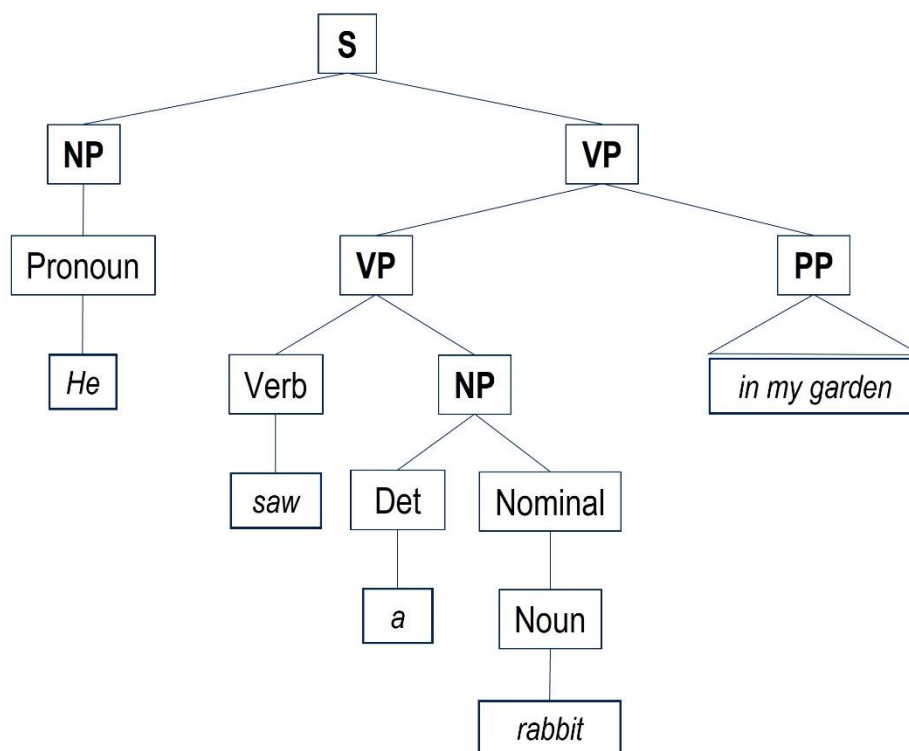 S
NP VP
Pronoun VP PP
He Verb NP in my garden
saw Det Nominal
a Noun
rabbit